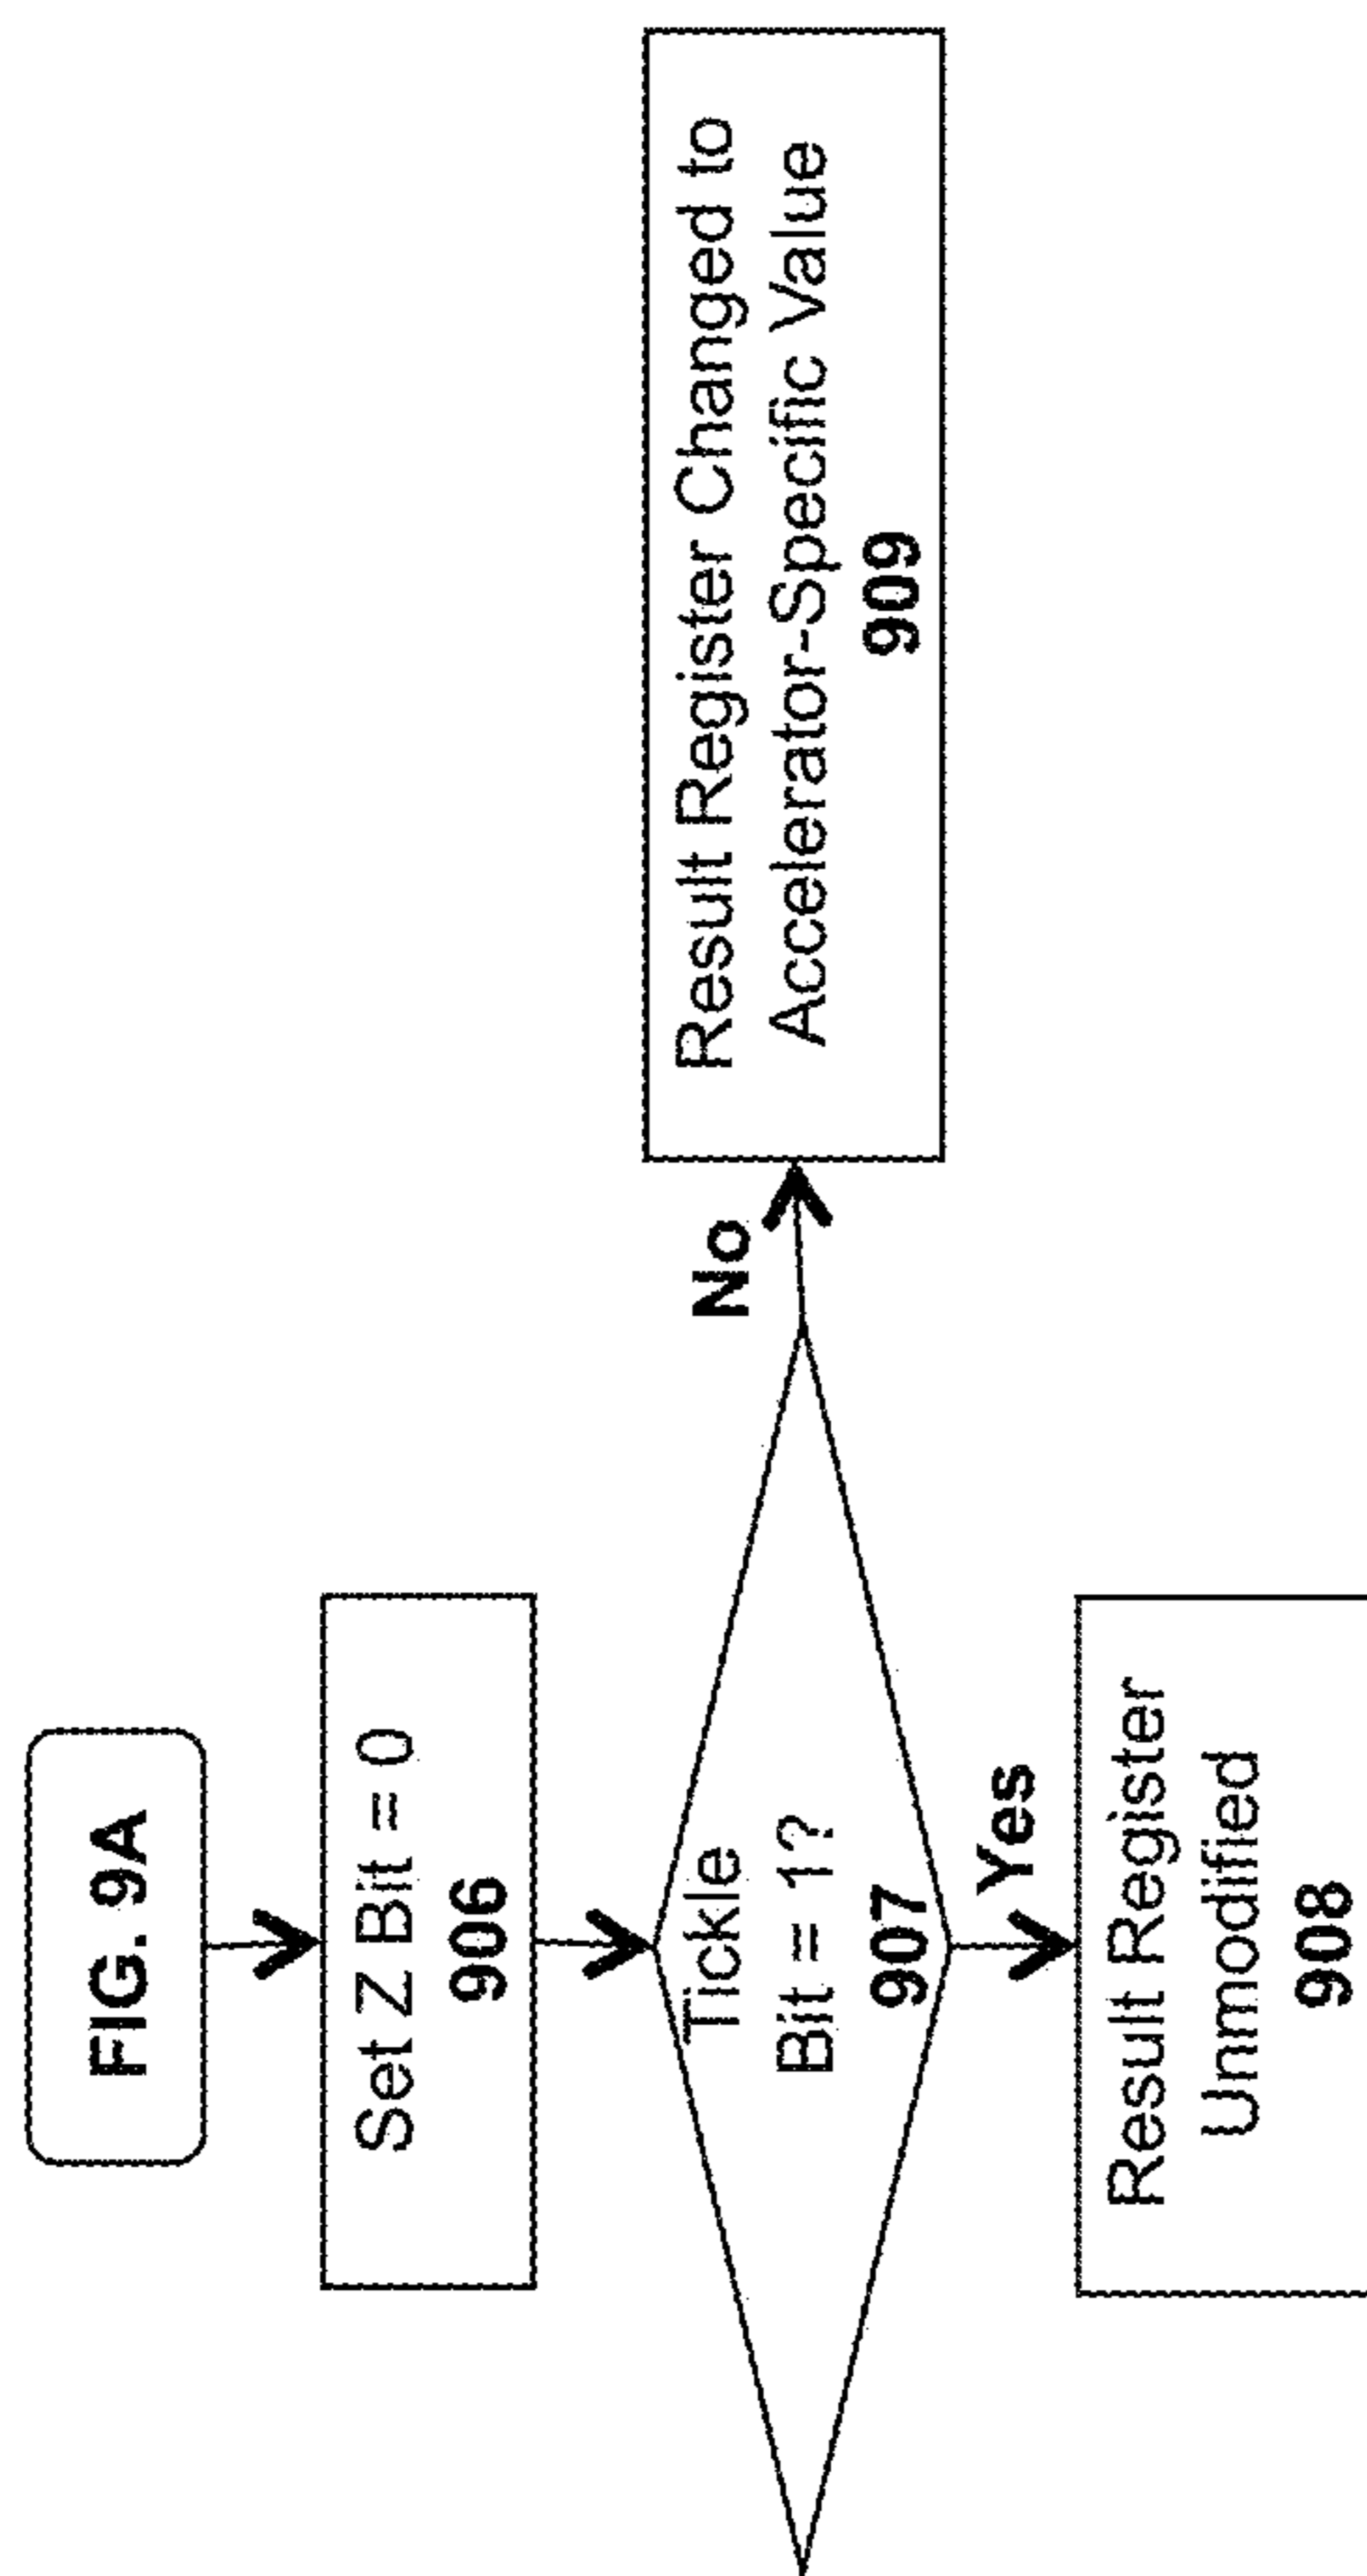 FIG. 9A
Set Z Bit = 0
906
Tickle
Bit = 1?
907
No
Result Register Changed to
Accelerator-Specific Value
909
Yes
Result Register
Unmodified
908